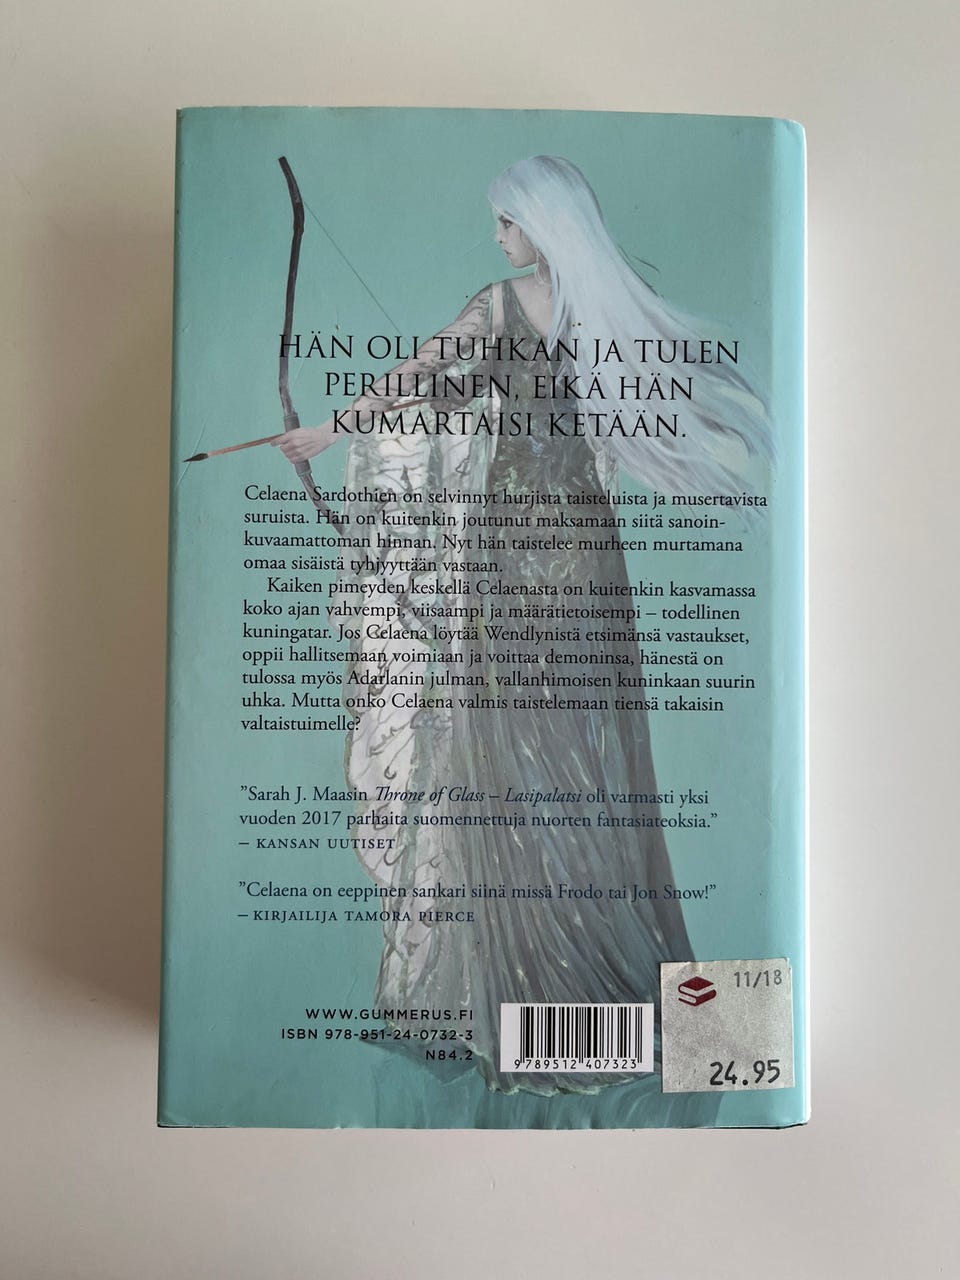 HÄN OLI TUHKAN JA TULEN
PERILLINEN, EIKÄ HÄN
KUMARTAISI KETÄÄN.
Celaena Sardothien on selvinnyt hurjista taisteluista ja musertavista
suruista. Hän on kuitenkin joutunut maksamaan siitä sanoin-
kuvaamattoman hinnan. Nyt hän taistelee murheen murtamana
omaa sisäistä tyhjyyttään vastaan.
Kaiken pimeyden keskellä Celaenasta on kuitenkin kasvamassa
koko ajan vahvempi, viisaampi ja määrätietoisempi – todellinen
kuningatar. Jos Celaena löytää Wendlynistä etsimänsä vastaukset,
oppii hallitsemaan voimiaan ja voittaa demoninsa, hänestä on
tulossa myös Adarlanin julman, vallanhimoisen kuninkaan suurin
uhka. Mutta onko Celaena valmis taistelemaan tiensä takaisin
valtaistuimelle?
”Sarah J. Maasin Throne of Glass – Lasipalatsi oli varmasti yksi
vuoden 2017 parhaita suomennettuja nuorten fantasiateoksia.”
– KANSAN UUTISET
”Celaena on eeppinen sankari siinä missä Frodo tai Jon Snow!”
– KIRJAILIJA TAMORA PIERCE
11/18
24.95
WWW.GUMMERUS.FI
ISBN 978-951-24-0732-3
N84.2
9 789512 407323